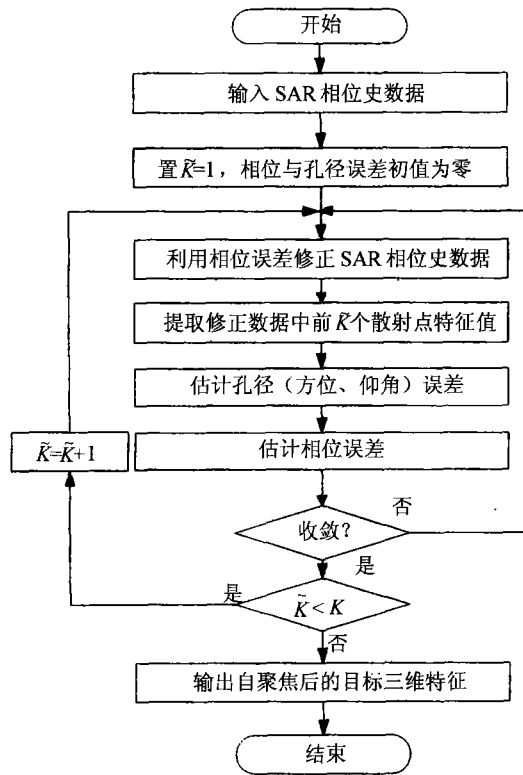 开始
输入 SAR 相位史数据
置 K̃=1，相位与孔径误差初值为零
利用相位误差修正 SAR 相位史数据
提取修正数据中前 K̃个散射点特征值
估计孔径（方位、仰角）误差
K̃=K̃+1
估计相位误差
否
收敛？
是
是
K̃ < K
否
输出自聚焦后的目标三维特征
结束